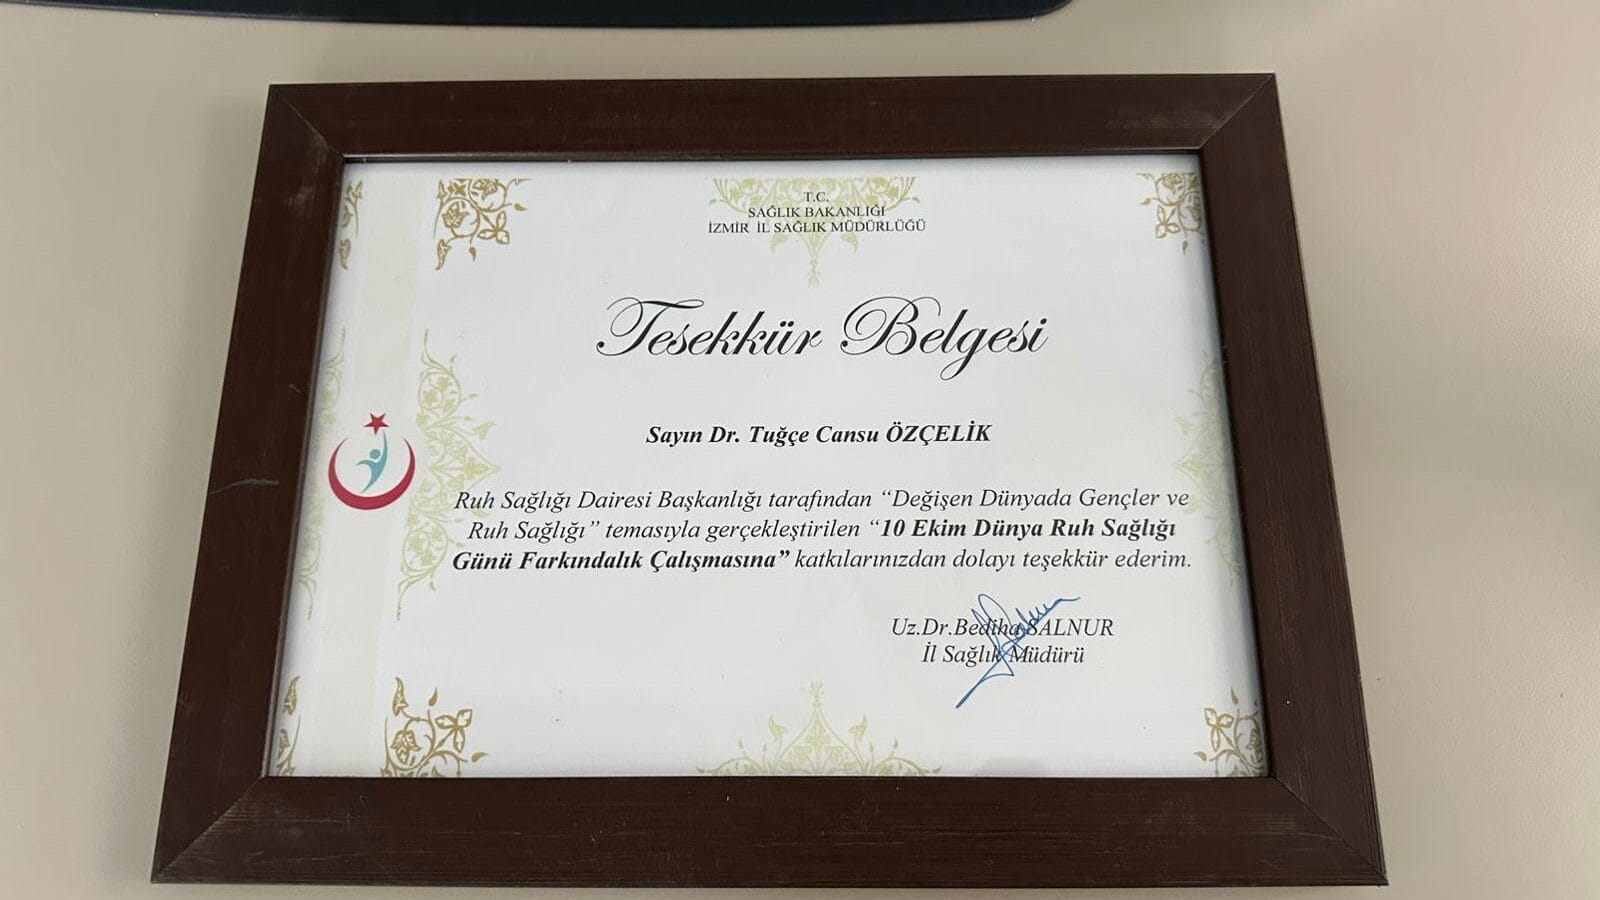 T.C.
SAĞLIK BAKANLIĞI
İZMİR İL SAĞLIK MÜDÜRLÜĞÜ
Tesekkür Belgesi
Sayın Dr. Tuğçe Cansu ÖZÇELİK
Ruh Sağlığı Dairesi Başkanlığı tarafından “Değişen Dünyada Gençler ve
Ruh Sağlığı” temasıyla gerçekleştirilen “10 Ekim Dünya Ruh Sağlığı
Günü Farkındalık Çalışmasına” katkılarınızdan dolayı teşekkür ederim.
Uz.Dr.Bediha SALNUR
İl Sağlık Müdürü